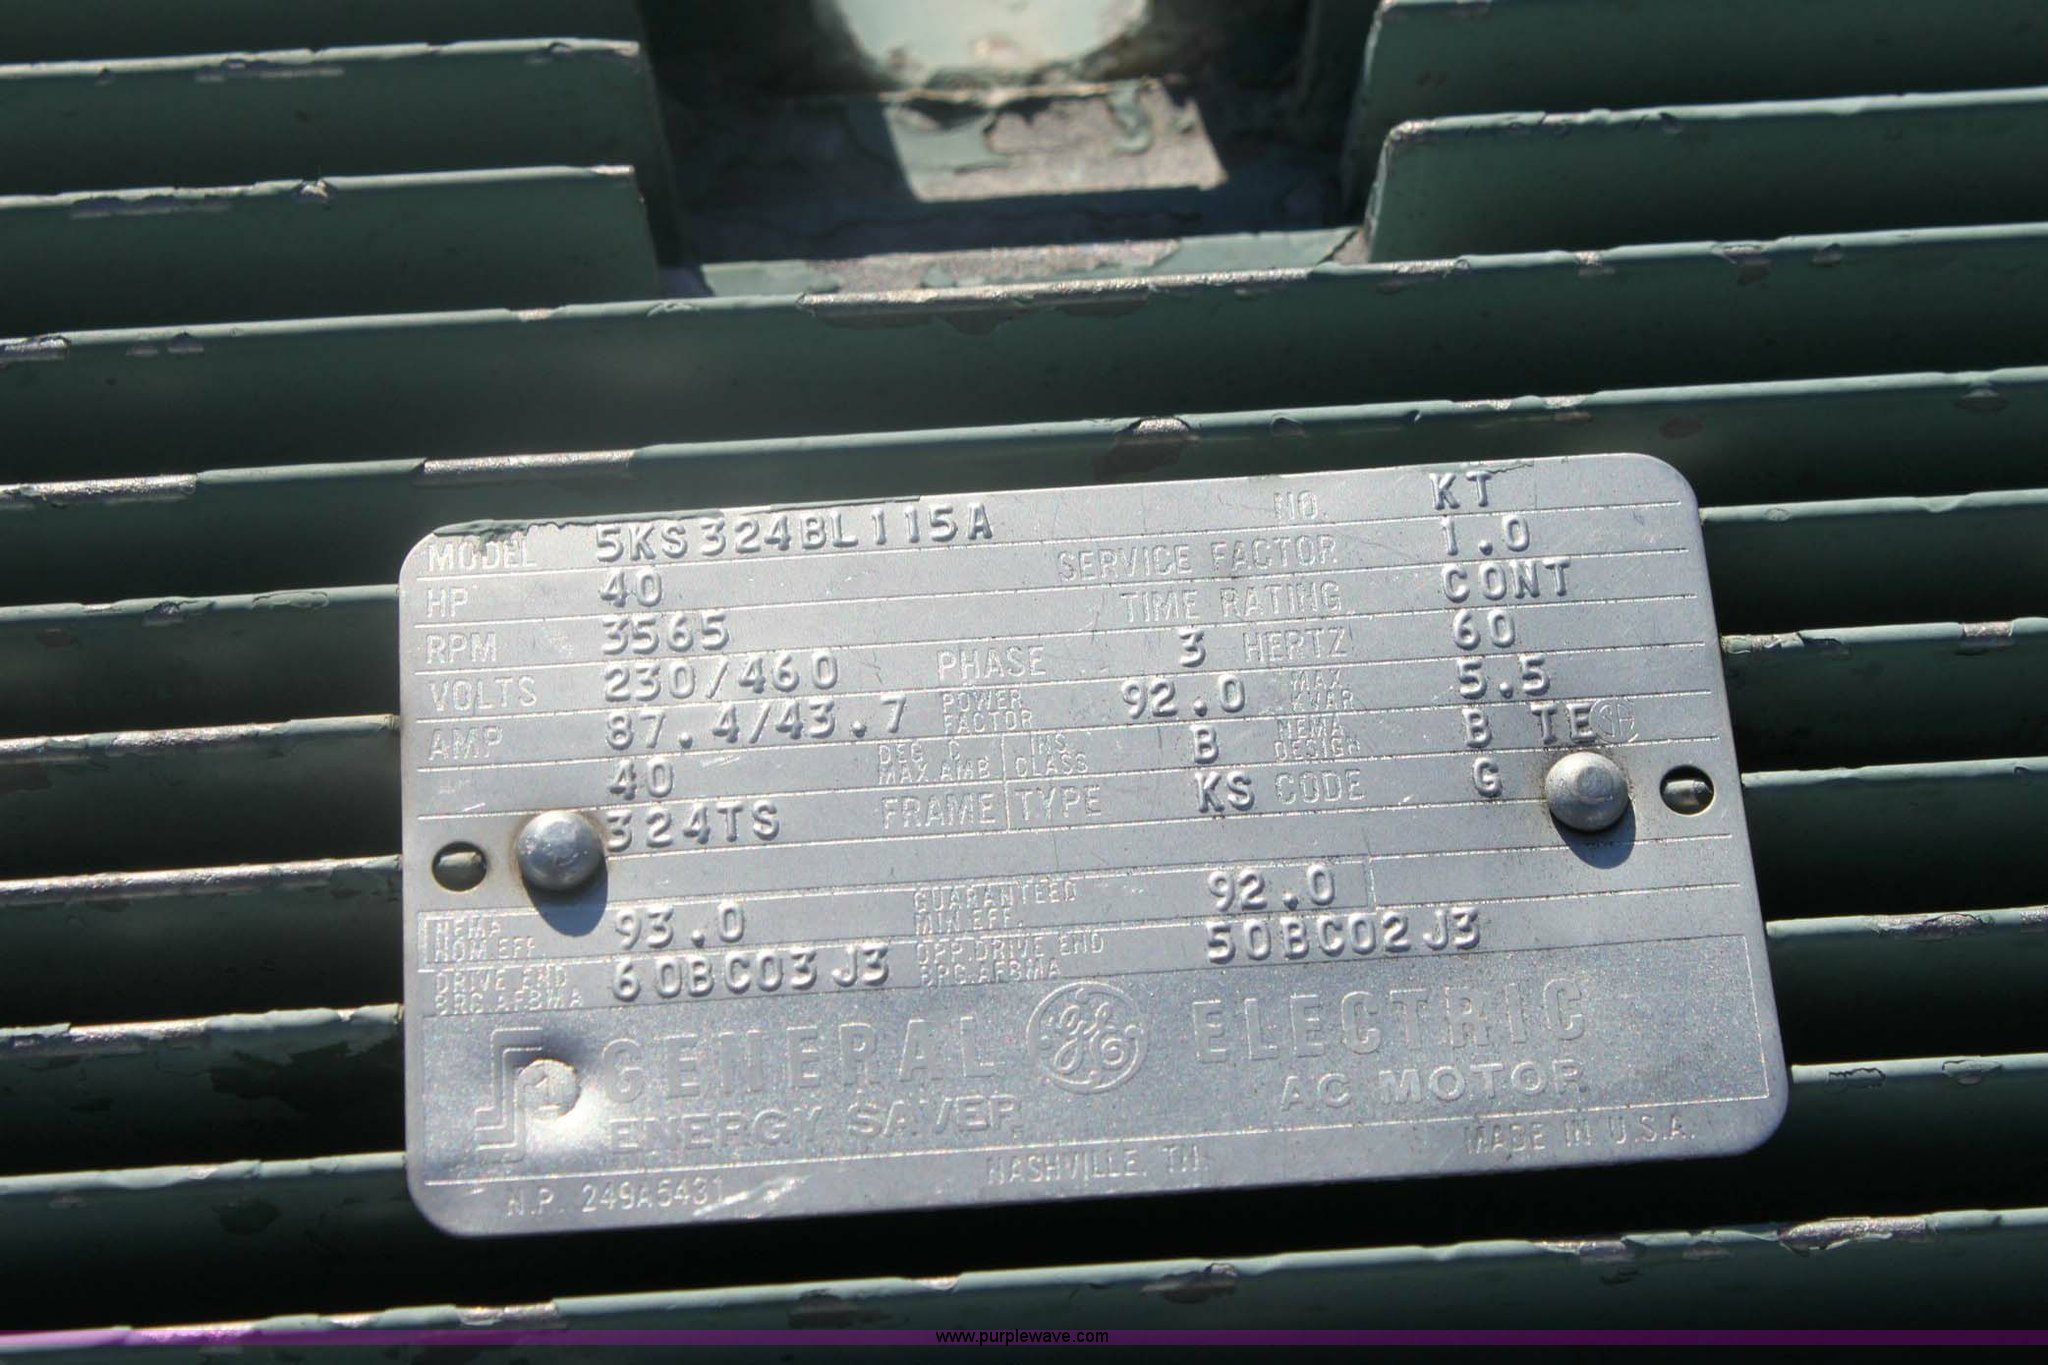 MODEL 5KS324BL115A NO. KT
HP 40 SERVICE FACTOR 1.0
RPM 3565 TIME RATING CONT
VOLTS 230/460 PHASE 3 HERTZ 60
AMP 87.4/43.7 POWER FACTOR 92.0 MAX. KVAR 5.5
40 DEG. C MAX. AMB INS. CLASS B NEMA DESIGN B TE
324TS FRAME TYPE KS CODE G
NEMA NOM. EFF. 93.0 GUARANTEED MIN. EFF. 92.0
DRIVE END BRG. AFBMA 60BC03J3 OPP. DRIVE END BRG. AFBMA 50BC02J3
GENERAL GE ELECTRIC
ENERGY SAVER AC MOTOR
N.P. 249A5431 NASHVILLE, TN. MADE IN U.S.A.
www.purplewave.com